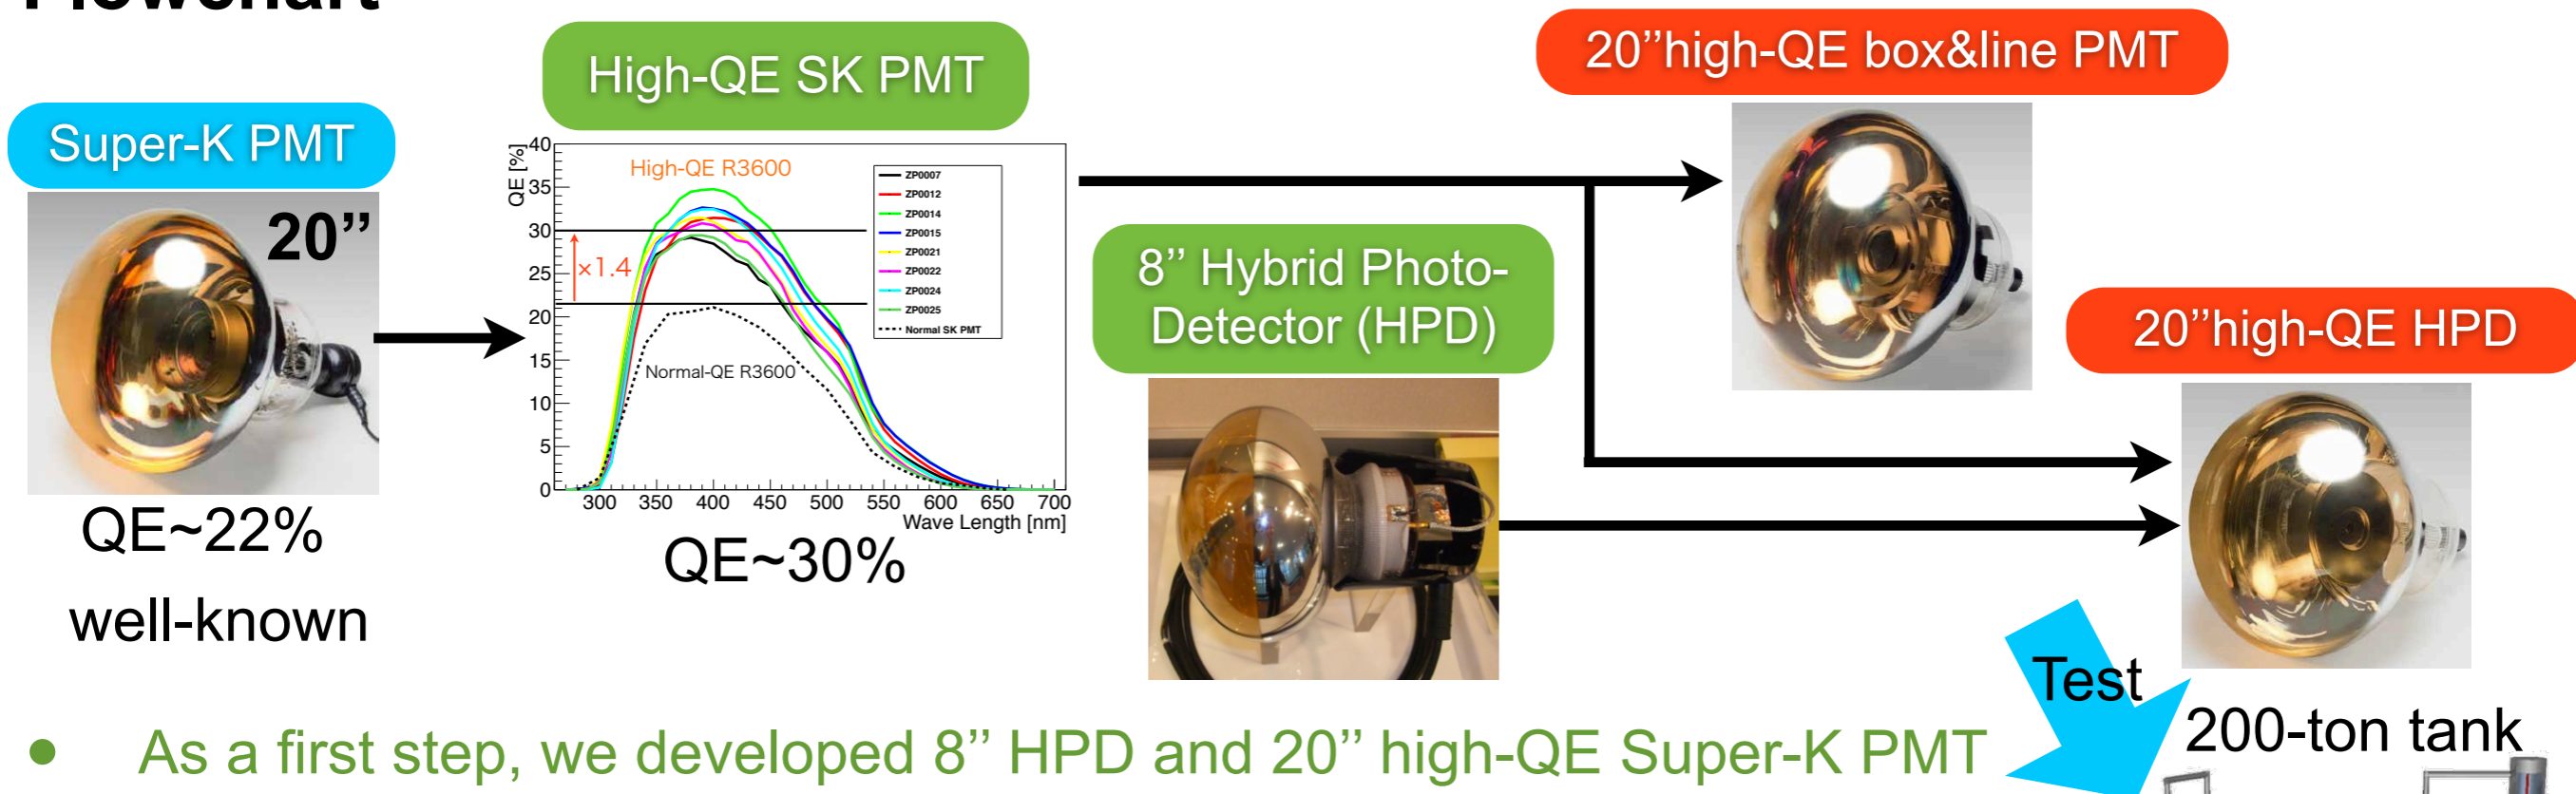 Flowchart
Super-K PMT
20’’
QE~22%
well-known
High-QE SK PMT
QE [%]
40
35
30
25
20
15
10
5
0
High-QE R3600
×1.4
Normal-QE R3600
ZP0007
ZP0012
ZP0014
ZP0015
ZP0021
ZP0022
ZP0024
ZP0025
Normal SK PMT
300 350 400 450 500 550 600 650 700
Wave Length [nm]
QE~30%
8’’ Hybrid Photo-
Detector (HPD)
20’’high-QE box&line PMT
20’’high-QE HPD
Test
200-ton tank
• As a first step, we developed 8’’ HPD and 20’’ high-QE Super-K PMT